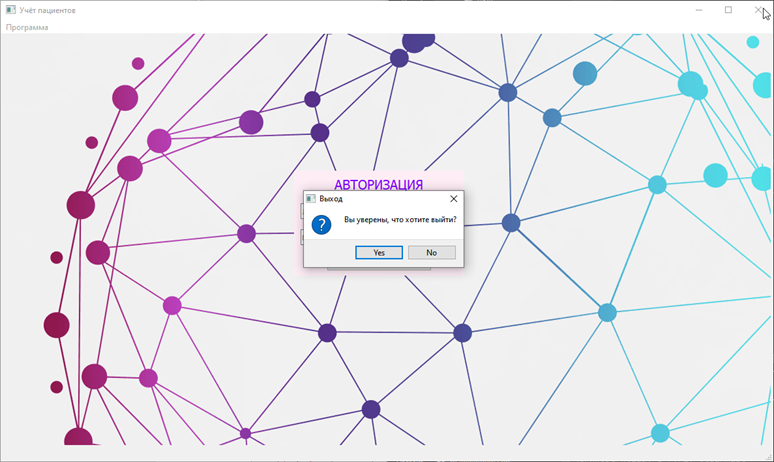 Учёт пациентов
Программа
АВТОРИЗАЦИЯ
Выход
?
Вы уверены, что хотите выйти?
Yes
No